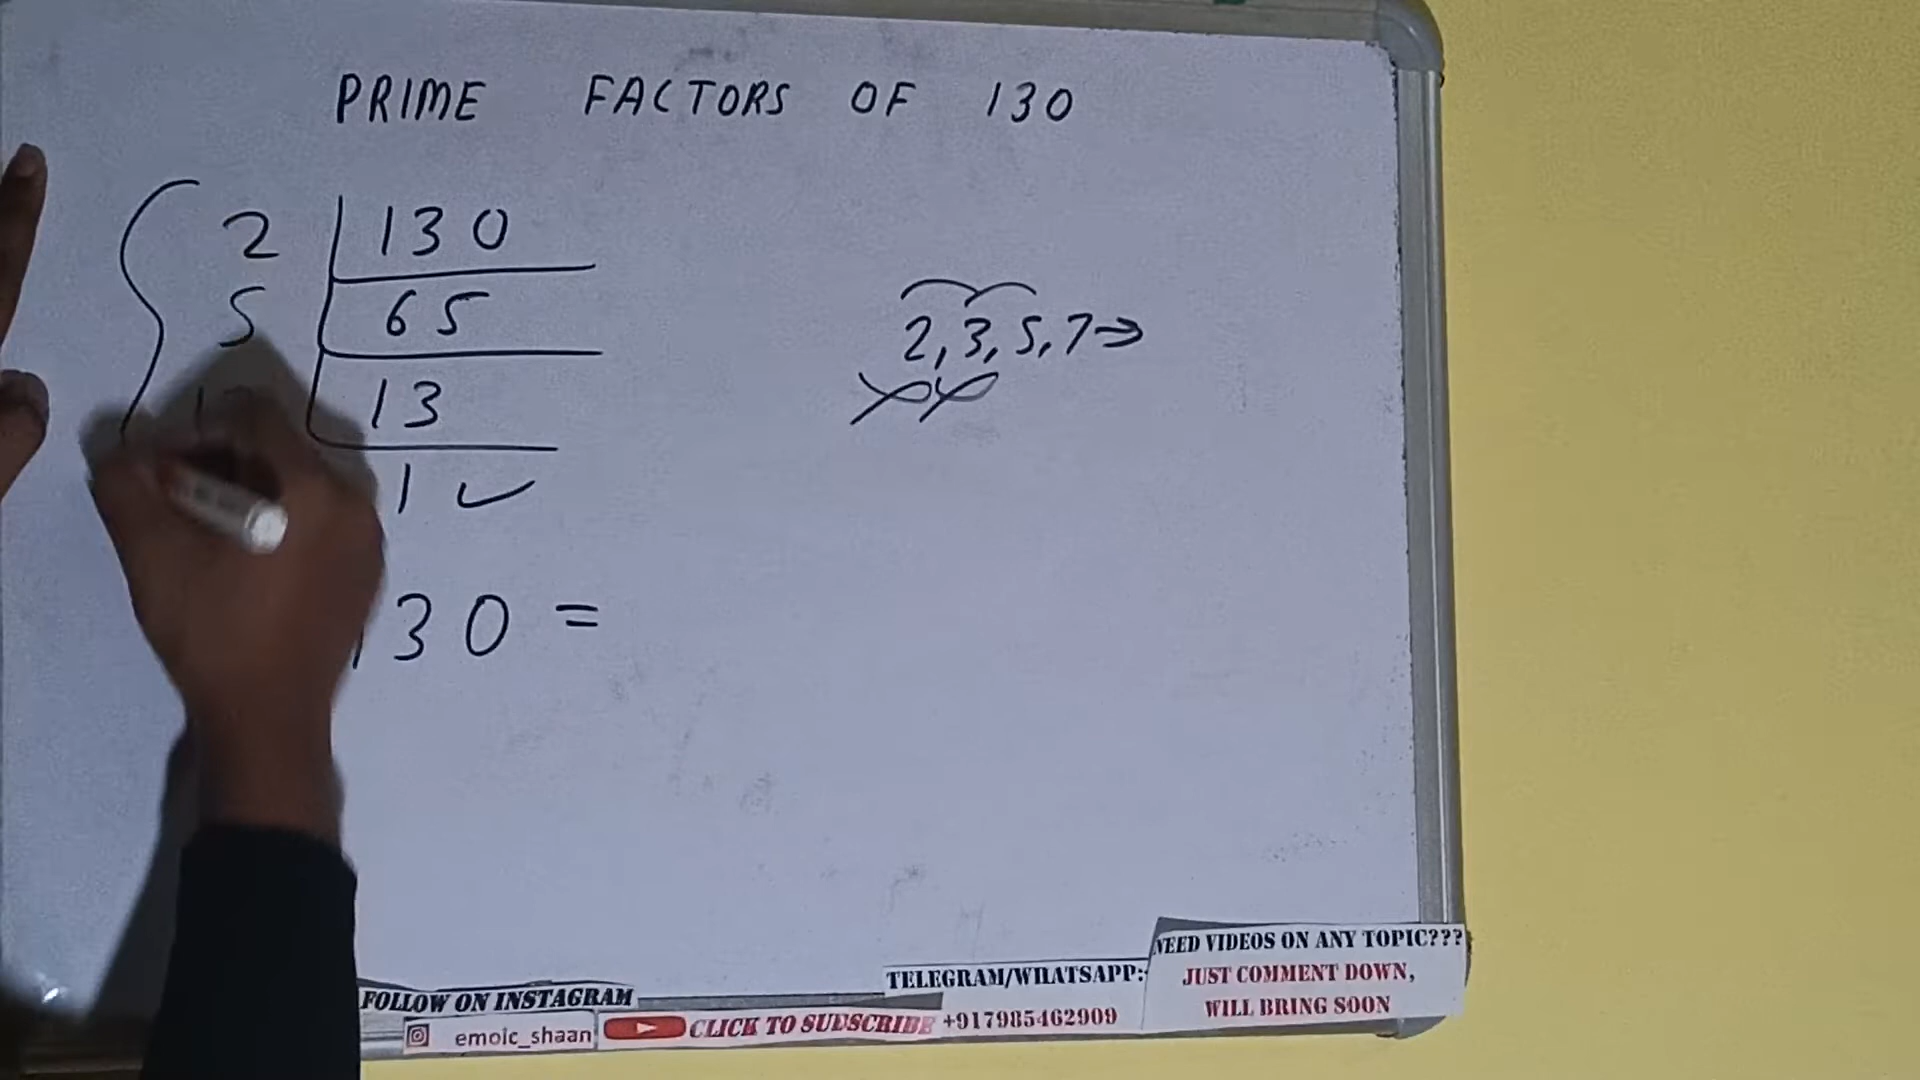 PRIME FACTORS OF 130
2 130
5 65
13
1
2, 3, 5, 7→
130 =
NEED VIDEOS ON ANY TOPIC???
JUST COMMENT DOWN,
WILL BRING SOON
TELEGRAM/WHATSAPP:
+917985462909
FOLLOW ON INSTAGRAM
emoic_shaan
CLICK TO SUBSCRIBE